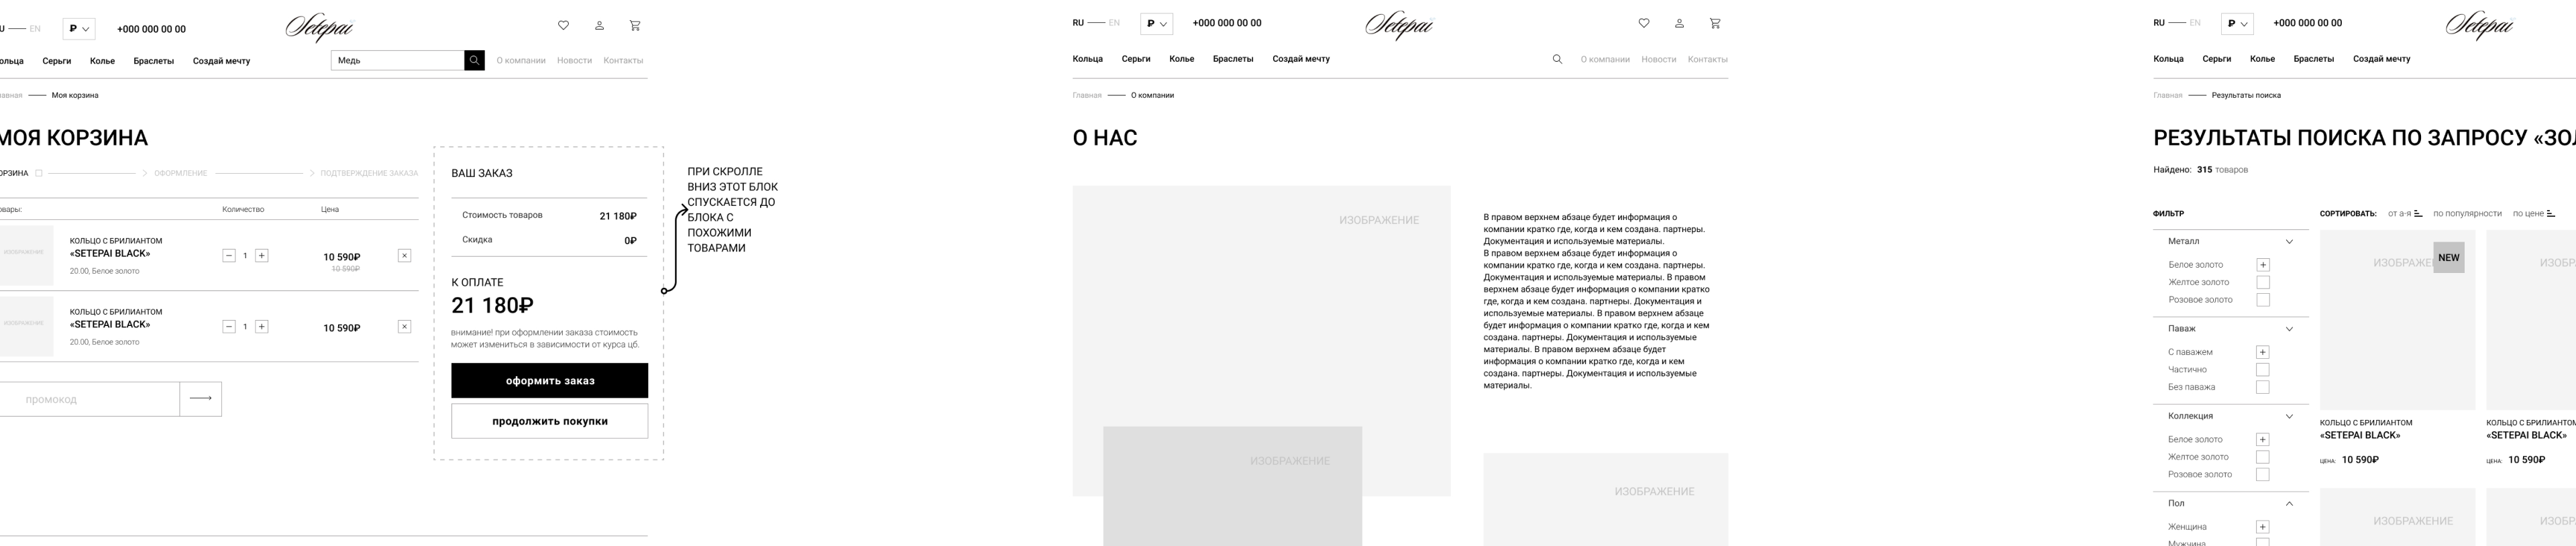 EN
₽
+000 000 00 00
Setepai
Серьги
Колье
Браслеты
Создай мечту
Медь
О компании
Новости
Контакты
Моя корзина
МОЯ КОРЗИНА
ОФОРМЛЕНИЕ
ПОДТВЕРЖДЕНИЕ ЗАКАЗА
Количество
Цена
ИЗОБРАЖЕНИЕ
КОЛЬЦО С БРИЛИАНТОМ
«SETEPAI BLACK»
20.00, Белое золото
1
10 590₽
10 590₽
ИЗОБРАЖЕНИЕ
КОЛЬЦО С БРИЛИАНТОМ
«SETEPAI BLACK»
20.00, Белое золото
1
10 590₽
промокод
ВАШ ЗАКАЗ
Стоимость товаров
21 180₽
Скидка
0₽
К ОПЛАТЕ
21 180₽
внимание! при оформлении заказа стоимость
может измениться в зависимости от курса цб.
оформить заказ
продолжить покупки
ПРИ СКРОЛЛЕ
ВНИЗ ЭТОТ БЛОК
СПУСКАЕТСЯ ДО
БЛОКА С
ПОХОЖИМИ
ТОВАРАМИ
RU
EN
₽
+000 000 00 00
Setepai
Кольца
Серьги
Колье
Браслеты
Создай мечту
О компании
Новости
Контакты
Главная
О компании
О НАС
ИЗОБРАЖЕНИЕ
ИЗОБРАЖЕНИЕ
В правом верхнем абзаце будет информация о
компании кратко где, когда и кем создана. партнеры.
Документация и используемые материалы.
В правом верхнем абзаце будет информация о
компании кратко где, когда и кем создана. партнеры.
Документация и используемые материалы. В правом
верхнем абзаце будет информация о компании кратко
где, когда и кем создана. партнеры. Документация и
используемые материалы. В правом верхнем абзаце
будет информация о компании кратко где, когда и кем
создана. партнеры. Документация и используемые
материалы. В правом верхнем абзаце будет
информация о компании кратко где, когда и кем
создана. партнеры. Документация и используемые
материалы.
ИЗОБРАЖЕНИЕ
RU
EN
₽
+000 000 00 00
Setepai
Кольца
Серьги
Колье
Браслеты
Создай мечту
Главная
Результаты поиска
РЕЗУЛЬТАТЫ ПОИСКА ПО ЗАПРОСУ «ЗОЛ
Найдено: 315 товаров
ФИЛЬТР
СОРТИРОВАТЬ:
от а-я
по популярности
по цене
Металл
Белое золото
Желтое золото
Розовое золото
Паваж
С паважем
Частично
Без паважа
Коллекция
Белое золото
Желтое золото
Розовое золото
Пол
Женщина
Мужчина
NEW
КОЛЬЦО С БРИЛИАНТОМ
«SETEPAI BLACK»
ЦЕНА: 10 590₽
КОЛЬЦО С БРИЛИАНТОМ
«SETEPAI BLACK»
ЦЕНА: 10 590₽
ИЗОБРАЖЕНИЕ